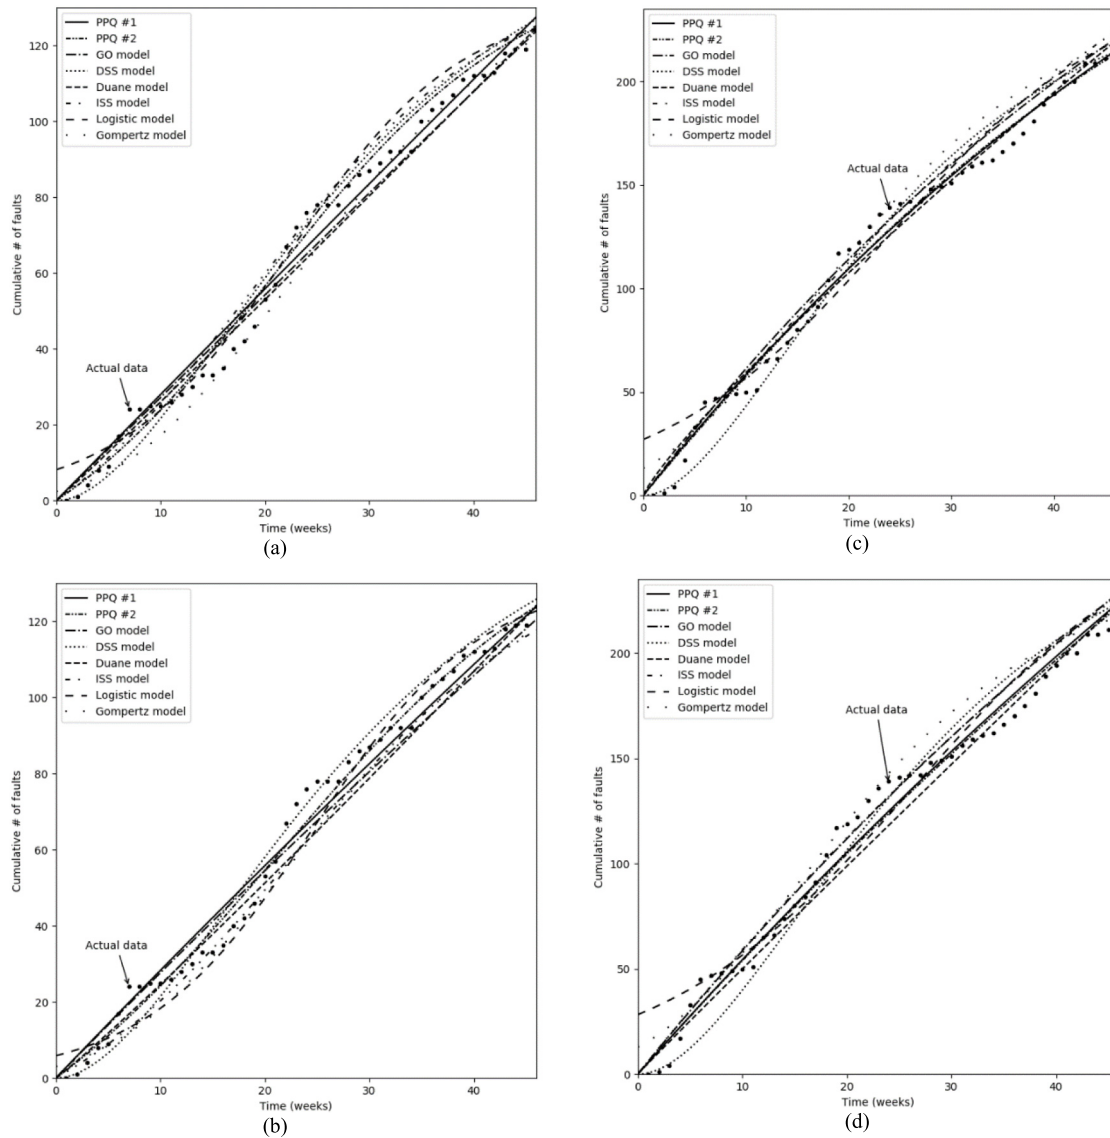 PPQ #1
PPQ #2
GO model
DSS model
Duane model
ISS model
Logistic model
Gompertz model
Actual data
Cumulative # of faults
0
20
40
60
80
100
120
0
10
20
30
40
Time (weeks)
(a)
PPQ #1
PPQ #2
GO model
DSS model
Duane model
ISS model
Logistic model
Gompertz model
Actual data
Cumulative # of faults
0
50
100
150
200
0
10
20
30
40
Time (weeks)
(c)
PPQ #1
PPQ #2
GO model
DSS model
Duane model
ISS model
Logistic model
Gompertz model
Actual data
Cumulative # of faults
0
20
40
60
80
100
120
0
10
20
30
40
Time (weeks)
(b)
PPQ #1
PPQ #2
GO model
DSS model
Duane model
ISS model
Logistic model
Gompertz model
Actual data
Cumulative # of faults
0
50
100
150
200
0
10
20
30
40
Time (weeks)
(d)